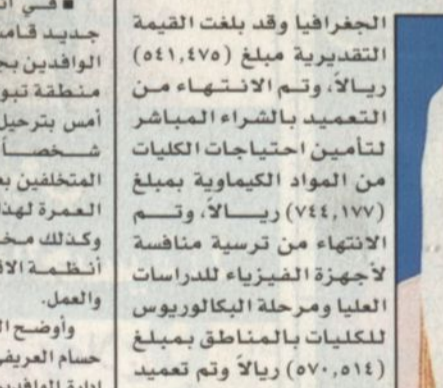 الجغرافيا وقد بلغت القيمة
التقديرية مبلغ (٥٤١,٤٧٥)
ريالاً، وتم الانتهاء من
التعميد بالشراء المباشر
لتأمين احتياجات الكليات
من المواد الكيماوية بمبلغ
(٧٤٤,١٧٧) ريالاً، وتم
الانتهاء من ترسية منافسة
لأجهزة الفيزياء للدراسات
العليا ومرحلة البكالوريوس
للكليات بالمناطق بمبلغ
(٥٧٠,٥١٤) ريالاً وتم تعميد
■ في
جديد
الوافدين
منطقة
أمس بترحيل
شخصاً
المتخلفين
العمرة
وكذلك
أنظمة
والعمل.
وأوضح
حسام
إدارة الوافدين